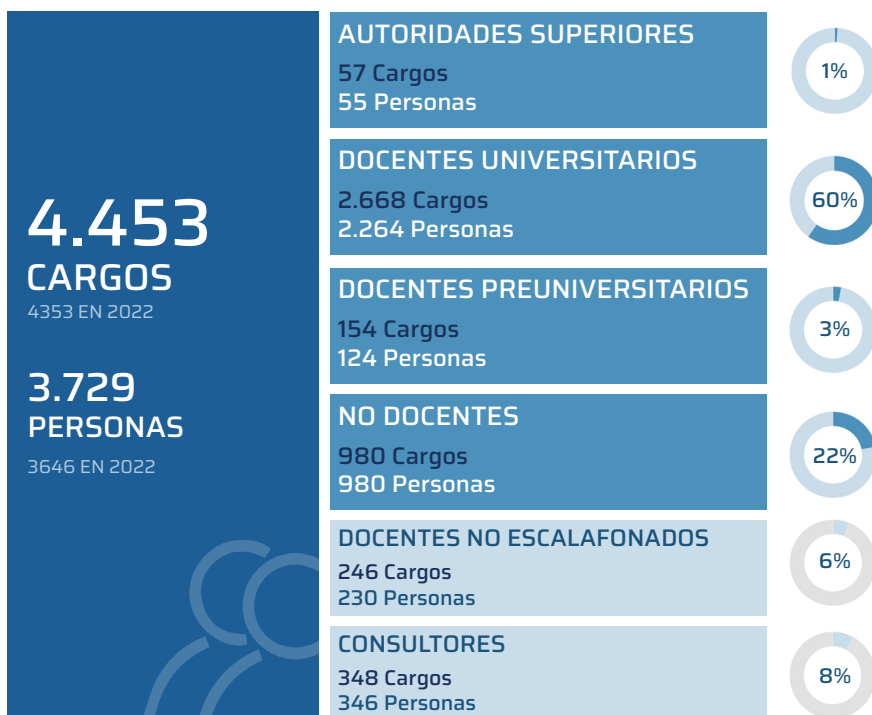 4.453
CARGOS
4353 EN 2022
3.729
PERSONAS
3646 EN 2022
AUTORIDADES SUPERIORES
57 Cargos
55 Personas
1%
DOCENTES UNIVERSITARIOS
2.668 Cargos
2.264 Personas
60%
DOCENTES PREUNIVERSITARIOS
154 Cargos
124 Personas
3%
NO DOCENTES
980 Cargos
980 Personas
22%
DOCENTES NO ESCALAFONADOS
246 Cargos
230 Personas
6%
CONSULTORES
348 Cargos
346 Personas
8%